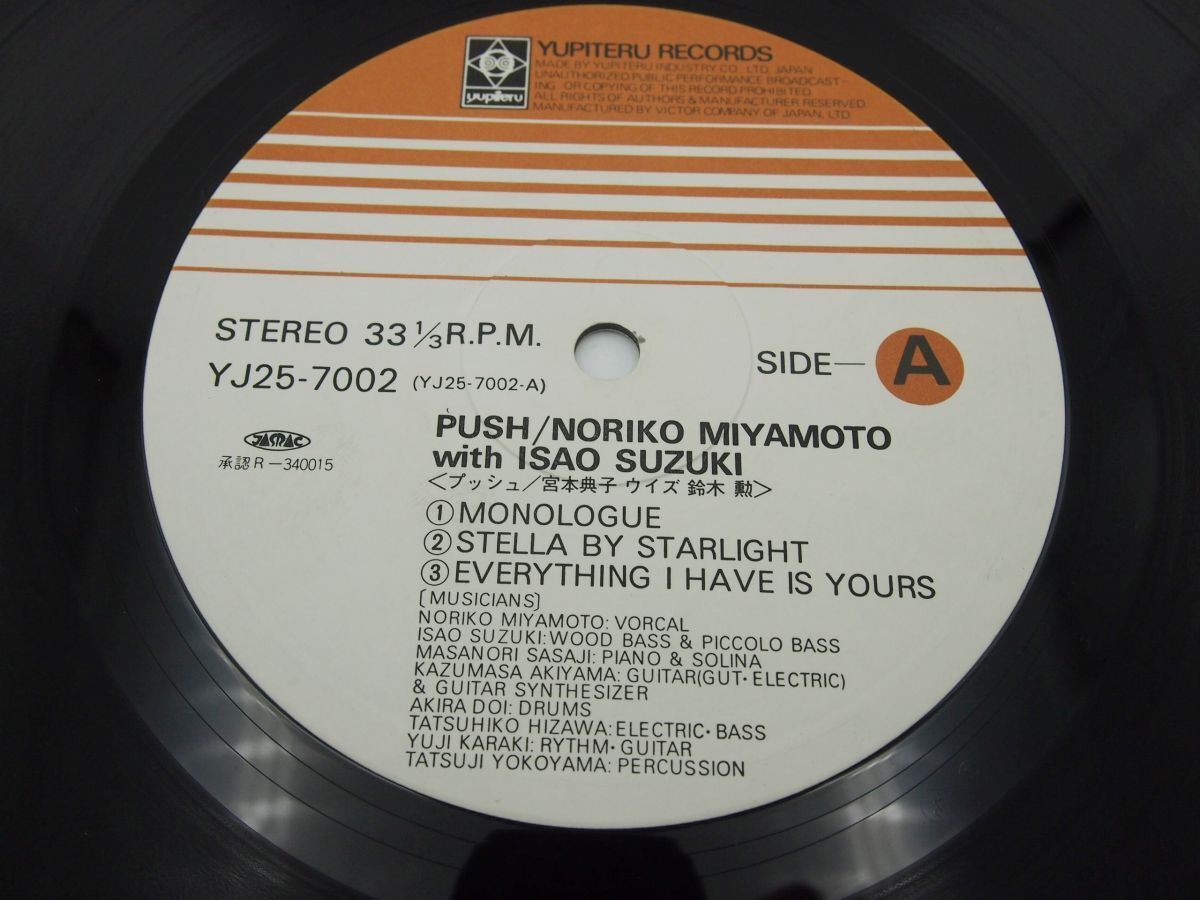 yupiteru
YUPITERU RECORDS
MADE BY YUPITERU INDUSTRY CO., LTD. JAPAN
UNAUTHORIZED PUBLIC PERFORMANCE BROADCAST-
ING OR COPYING OF THIS RECORD PROHIBITED.
ALL RIGHTS OF AUTHORS & MANUFACTURER RESERVED
MANUFACTURED BY VICTOR COMPANY OF JAPAN, LTD.
STEREO 33 1/3 R.P.M.
YJ25-7002 (YJ25-7002-A)
SIDE—A
JASRAC
承認 R-340015
PUSH/NORIKO MIYAMOTO
with ISAO SUZUKI
<プッシュ/宮本典子 ウイズ 鈴木 勲>
①MONOLOGUE
②STELLA BY STARLIGHT
③EVERYTHING I HAVE IS YOURS
[MUSICIANS]
NORIKO MIYAMOTO: VORCAL
ISAO SUZUKI: WOOD BASS & PICCOLO BASS
MASANORI SASAJI: PIANO & SOLINA
KAZUMASA AKIYAMA: GUITAR(GUT・ELECTRIC)
& GUITAR SYNTHESIZER
AKIRA DOI: DRUMS
TATSUHIKO HIZAWA: ELECTRIC・BASS
YUJI KARAKI: RYTHM・GUITAR
TATSUJI YOKOYAMA: PERCUSSION